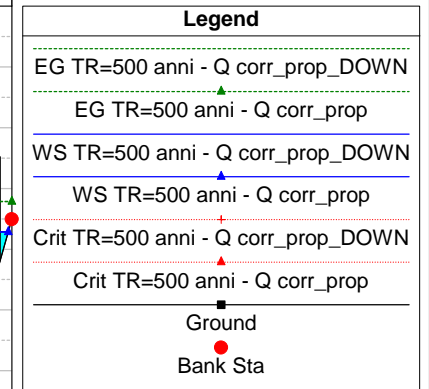 Legend
EG TR=500 anni - Q corr_prop_DOWN
EG TR=500 anni - Q corr_prop
WS TR=500 anni - Q corr_prop_DOWN
WS TR=500 anni - Q corr_prop
Crit TR=500 anni - Q corr_prop_DOWN
Crit TR=500 anni - Q corr_prop
Ground
Bank Sta